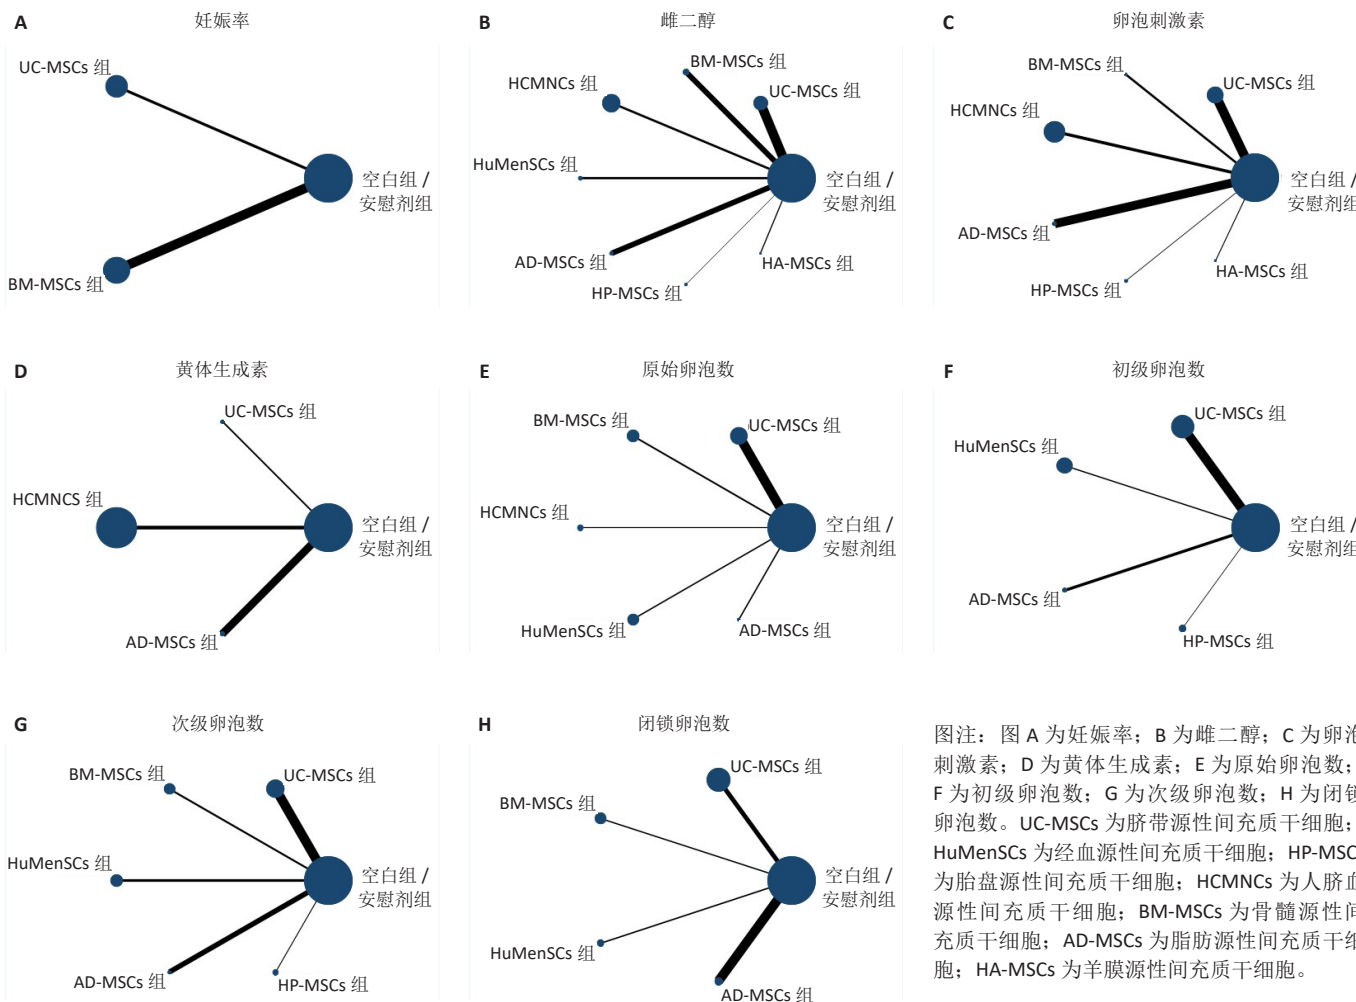 A 妊娠率
UC-MSCs 组
空白组 /
安慰剂组
BM-MSCs 组
B 雌二醇
BM-MSCs 组
HCMNCs 组
UC-MSCs 组
HuMenSCs 组
空白组 /
安慰剂组
AD-MSCs 组
HA-MSCs 组
HP-MSCs 组
C 卵泡刺激素
BM-MSCs 组
UC-MSCs 组
HCMNCs 组
空白组 /
安慰剂组
AD-MSCs 组
HA-MSCs 组
HP-MSCs 组
D 黄体生成素
UC-MSCs 组
HCMNCS 组
空白组 /
安慰剂组
AD-MSCs 组
E 原始卵泡数
BM-MSCs 组
UC-MSCs 组
HCMNCs 组
空白组 /
安慰剂组
HuMenSCs 组
AD-MSCs 组
F 初级卵泡数
UC-MSCs 组
HuMenSCs 组
空白组 /
安慰剂组
AD-MSCs 组
HP-MSCs 组
G 次级卵泡数
BM-MSCs 组
UC-MSCs 组
HuMenSCs 组
空白组 /
安慰剂组
AD-MSCs 组
HP-MSCs 组
H 闭锁卵泡数
UC-MSCs 组
BM-MSCs 组
空白组 /
安慰剂组
HuMenSCs 组
AD-MSCs 组
图注：图 A 为妊娠率；B 为雌二醇；C 为卵泡
刺激素；D 为黄体生成素；E 为原始卵泡数；
F 为初级卵泡数；G 为次级卵泡数；H 为闭锁
卵泡数。UC-MSCs 为脐带源性间充质干细胞；
HuMenSCs 为经血源性间充质干细胞；HP-MSC
为胎盘源性间充质干细胞；HCMNCs 为人脐血
源性间充质干细胞；BM-MSCs 为骨髓源性间
充质干细胞；AD-MSCs 为脂肪源性间充质干细
胞；HA-MSCs 为羊膜源性间充质干细胞。